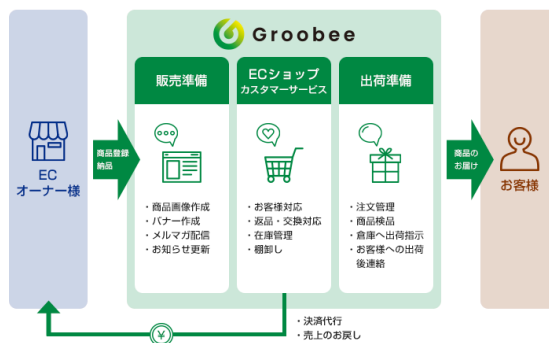 Groobee
EC
オーナー様
商品登録
納品
販売準備
・商品画像作成
・バナー作成
・メルマガ配信
・お知らせ更新
ECショップ
カスタマーサービス
・お客様対応
・返品・交換対応
・在庫管理
・棚卸し
出荷準備
・注文管理
・商品検品
・倉庫へ出荷指示
・お客様への出荷
後連絡
商品の
お届け
お客様
¥
・決済代行
・売上のお戻し